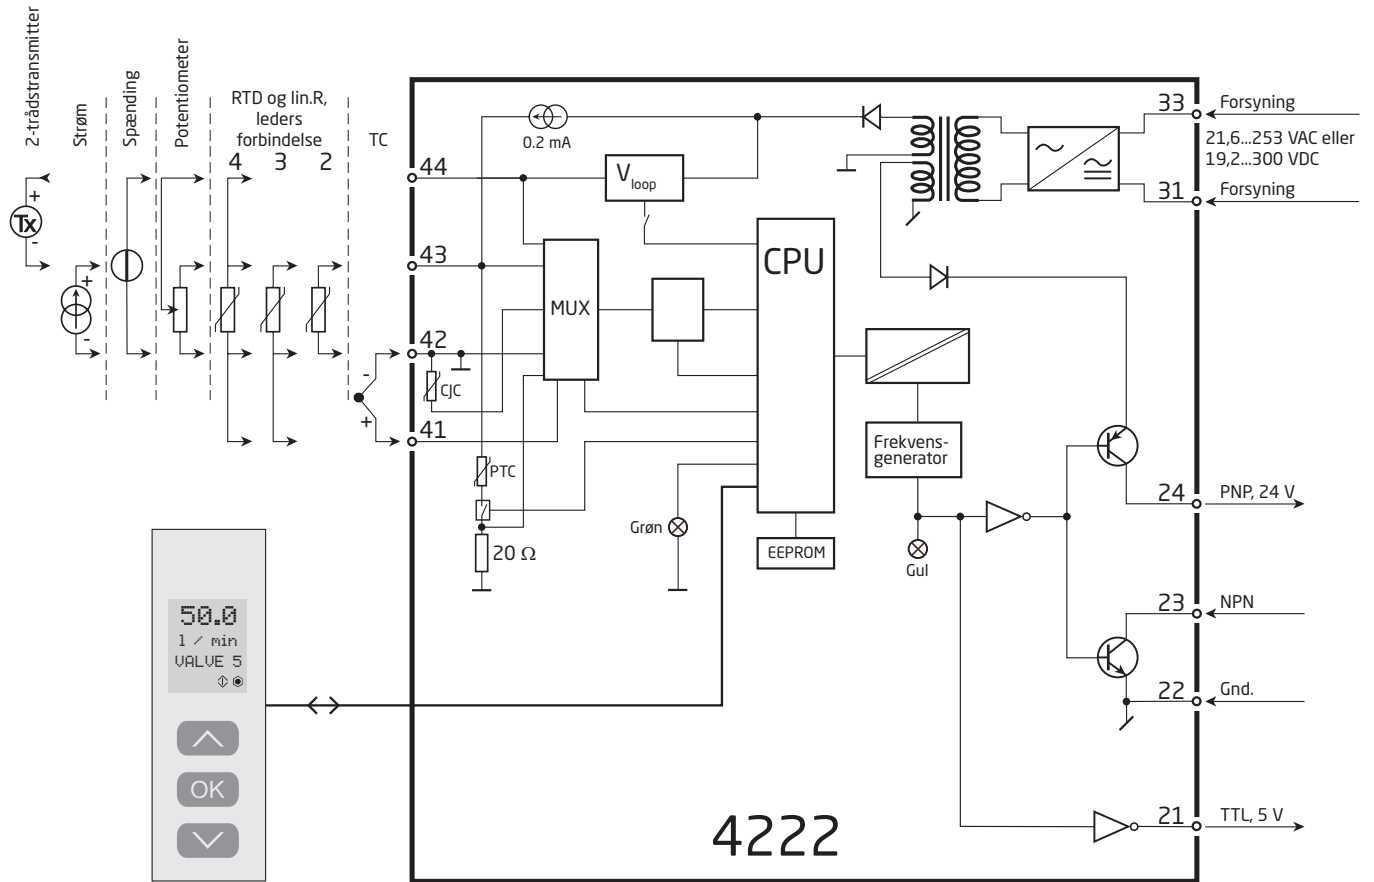 2-trådstransmitter
Strøm
Spænding
Potentiometer
RTD og lin.R,
leders
forbindelse
4 3 2
TC
+
Tx
-
+
-
-
+
44
43
42
41
0.2 mA
Vloop
MUX
CPU
CJC
PTC
20 Ω
Grøn
EEPROM
Frekvens-
generator
Gul
33
Forsyning
21,6...253 VAC eller
19,2...300 VDC
31
Forsyning
24
PNP, 24 V
23
NPN
22
Gnd.
21
TTL, 5 V
50.0
l / min
VALVE 5
OK
4222